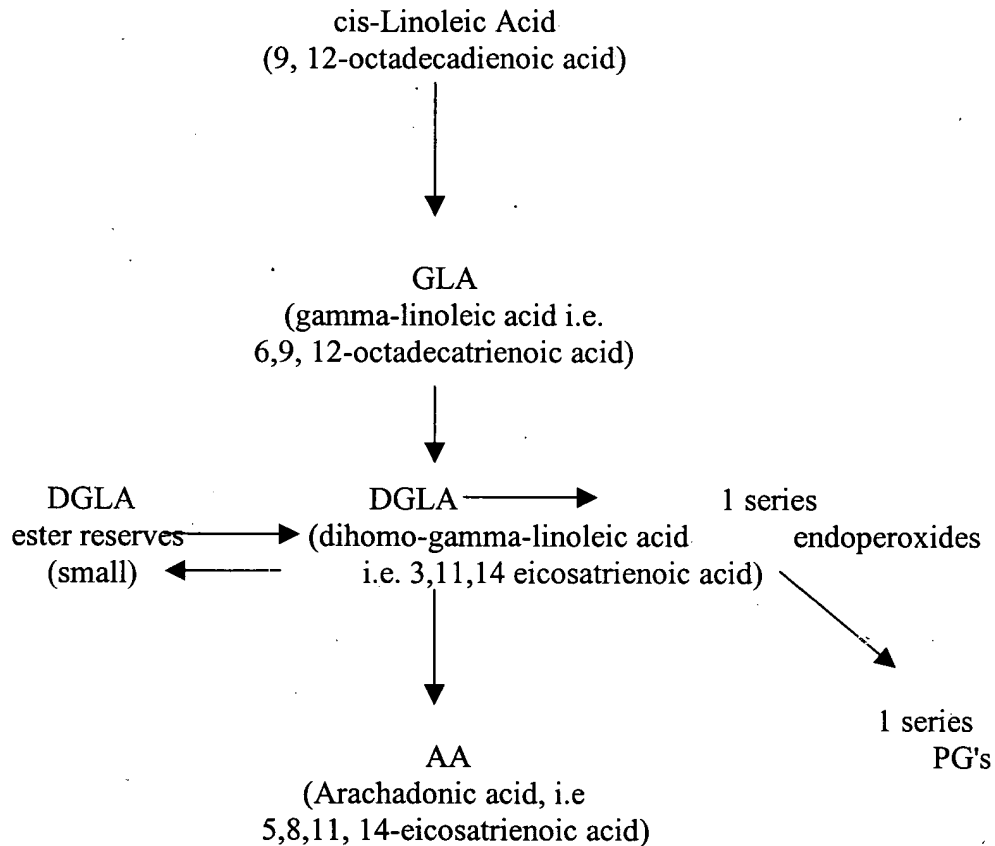 cis-Linoleic Acid
(9, 12-octadecadienoic acid)
GLA
(gamma-linoleic acid i.e.
6,9, 12-octadecatrienoic acid)
DGLA
ester reserves
(small)
DGLA
(dihomo-gamma-linoleic acid
i.e. 3,11,14 eicosatrienoic acid)
1 series
endoperoxides
1 series
PG's
AA
(Arachadonic acid, i.e
5,8,11, 14-eicosatrienoic acid)